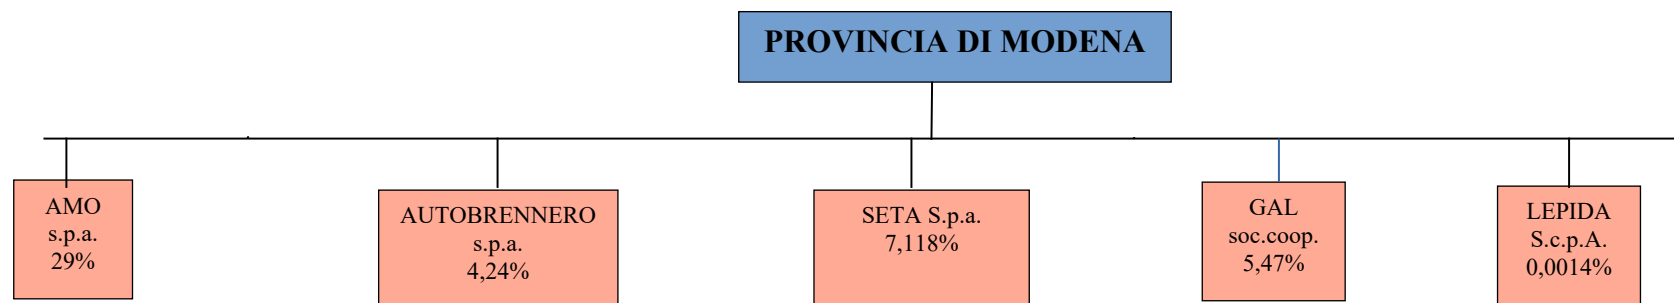 PROVINCIA DI MODENA
AMO
s.p.a.
29%
AUTOBRENNERO
s.p.a.
4,24%
SETA S.p.a.
7,118%
GAL
soc.coop.
5,47%
LEPIDA
S.c.p.A.
0,0014%